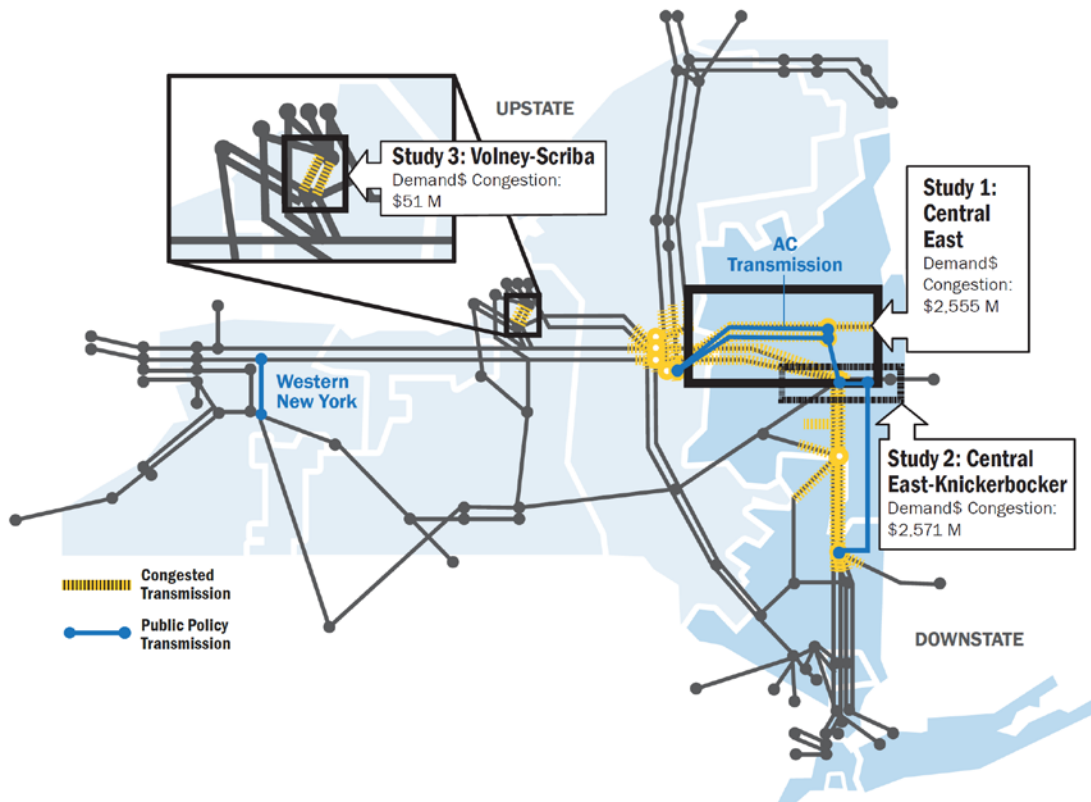 UPSTATE
Study 3: Volney-Scriba
Demand$ Congestion:
$51 M
Study 1:
Central
East
Demand$
Congestion:
$2,555 M
AC
Transmission
Western
New York
Study 2: Central
East-Knickerbocker
Demand$ Congestion:
$2,571 M
Congested
Transmission
Public Policy
Transmission
DOWNSTATE